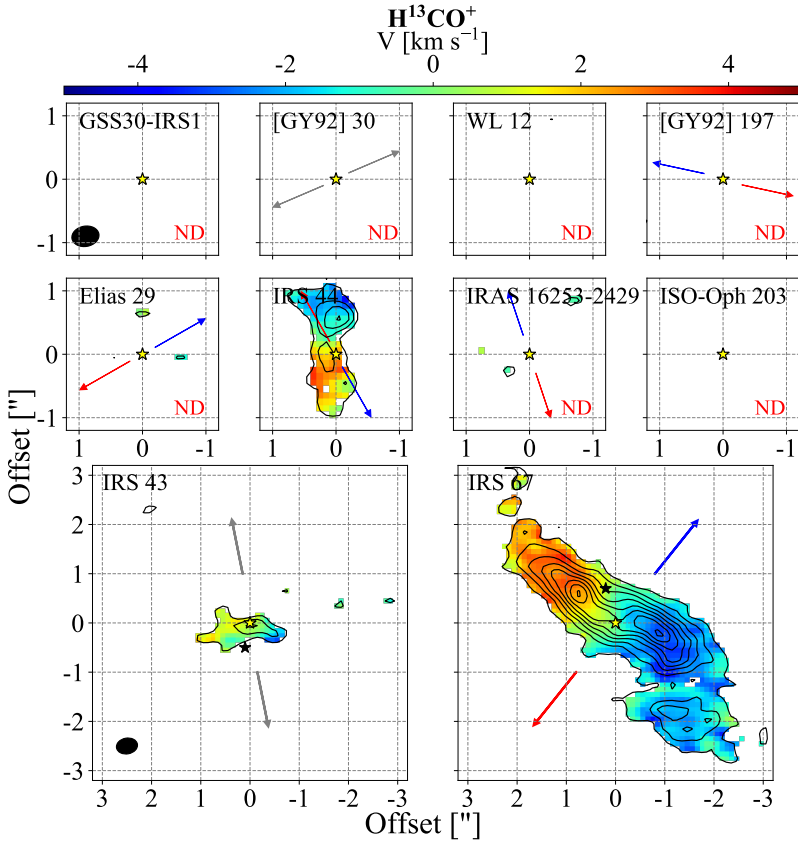 H¹³CO⁺
V [km s⁻¹]
-4 -2 0 2 4
GSS30-IRS1 [GY92] 30 WL 12 [GY92] 197
1
0
-1
ND ND ND ND
Elias 29 IRS 44 IRAS 16253-2429 ISO-Oph 203
1
0
-1
ND ND ND
1 0 -1 1 0 -1 1 0 -1 1 0 -1
Offset ["]
IRS 43 IRS 67
3
2
1
0
-1
-2
-3
3 2 1 0 -1 -2 -3 3 2 1 0 -1 -2 -3
Offset ["]